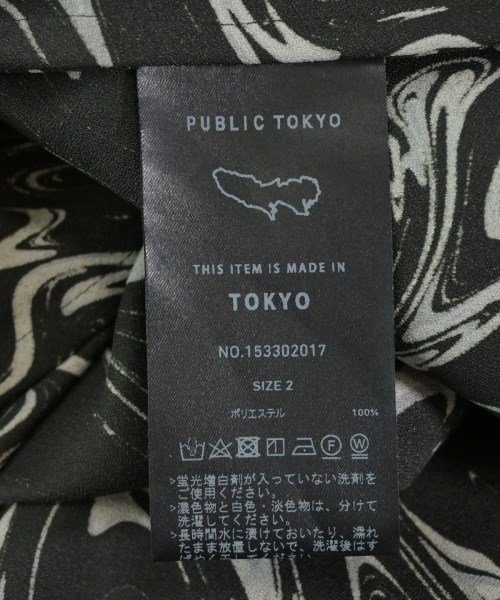 PUBLIC TOKYO
THIS ITEM IS MADE IN
TOKYO
NO.153302017
SIZE 2
ポリエステル 100%
>蛍光増白剤が入っていない洗剤を
ご使用ください。
>濃色物と白色・淡色物は、分けて
洗濯してください。
>長時間水に漬けておいたり、濡れ
たまま放置しないで、洗濯後はす